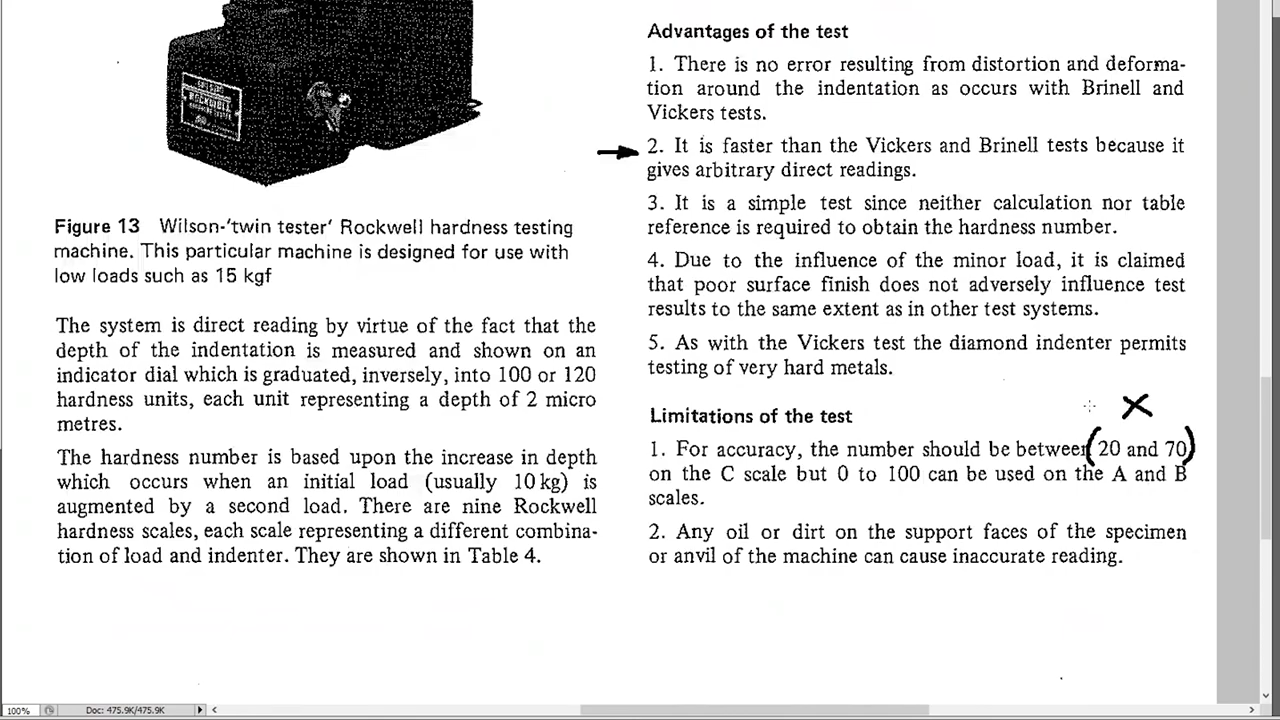 ROCKWELL
Figure 13 Wilson-'twin tester' Rockwell hardness testing
machine. This particular machine is designed for use with
low loads such as 15 kgf
The system is direct reading by virtue of the fact that the
depth of the indentation is measured and shown on an
indicator dial which is graduated, inversely, into 100 or 120
hardness units, each unit representing a depth of 2 micro
metres.
The hardness number is based upon the increase in depth
which occurs when an initial load (usually 10 kg) is
augmented by a second load. There are nine Rockwell
hardness scales, each scale representing a different combina-
tion of load and indenter. They are shown in Table 4.
Advantages of the test
1. There is no error resulting from distortion and deforma-
tion around the indentation as occurs with Brinell and
Vickers tests.
2. It is faster than the Vickers and Brinell tests because it
gives arbitrary direct readings.
3. It is a simple test since neither calculation nor table
reference is required to obtain the hardness number.
4. Due to the influence of the minor load, it is claimed
that poor surface finish does not adversely influence test
results to the same extent as in other test systems.
5. As with the Vickers test the diamond indenter permits
testing of very hard metals.
Limitations of the test
1. For accuracy, the number should be between (20 and 70)
on the C scale but 0 to 100 can be used on the A and B
scales.
2. Any oil or dirt on the support faces of the specimen
or anvil of the machine can cause inaccurate reading.
100% Doc: 475.9K/475.9K